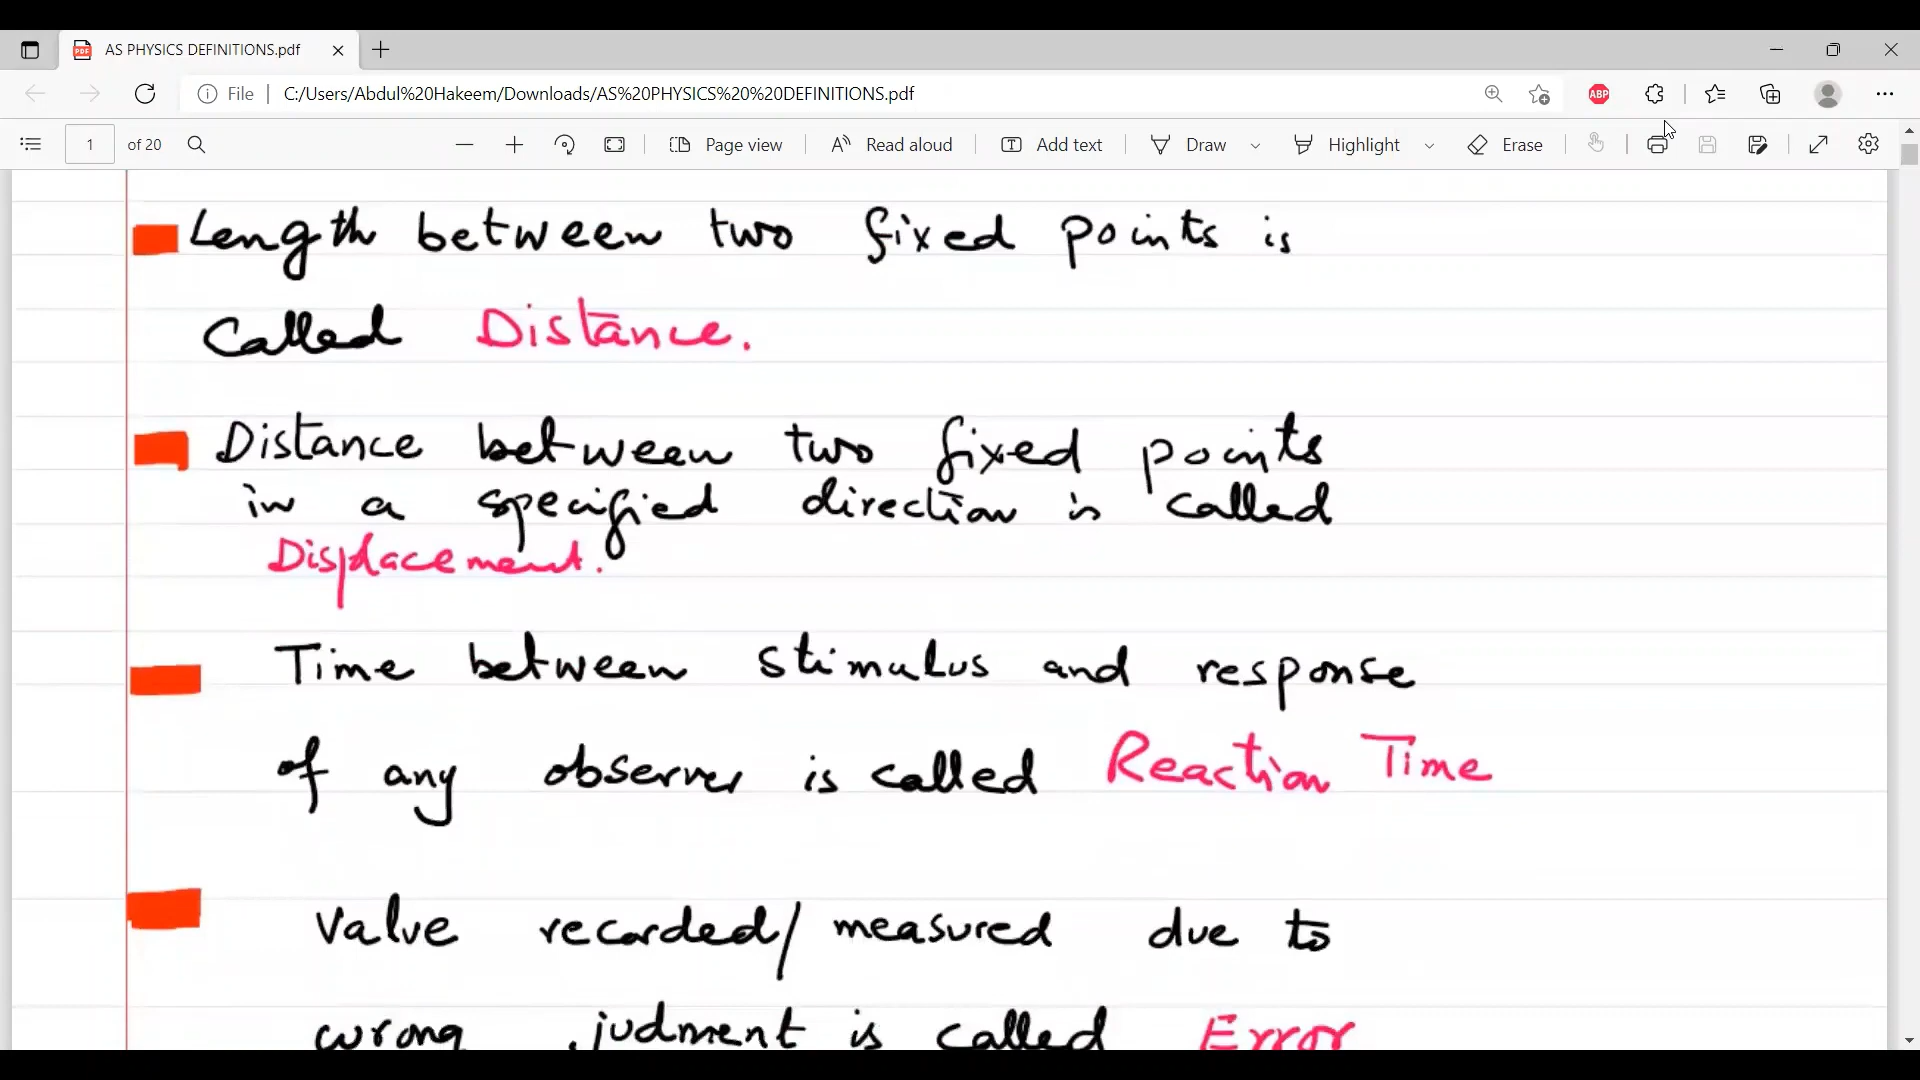 AS PHYSICS DEFINITIONS.pdf
File C:/Users/Abdul%20Hakeem/Downloads/AS%20PHYSICS%20%20DEFINITIONS.pdf
ABP
1 of 20 Page view Read aloud Add text Draw Highlight Erase
Length between two fixed points is
Called Distance.
Distance between two fixed points
in a specified direction is called
Displacement.
Time between stimulus and response
of any observer is called Reaction Time
Value recorded/measured due to
wrong judment is called Error